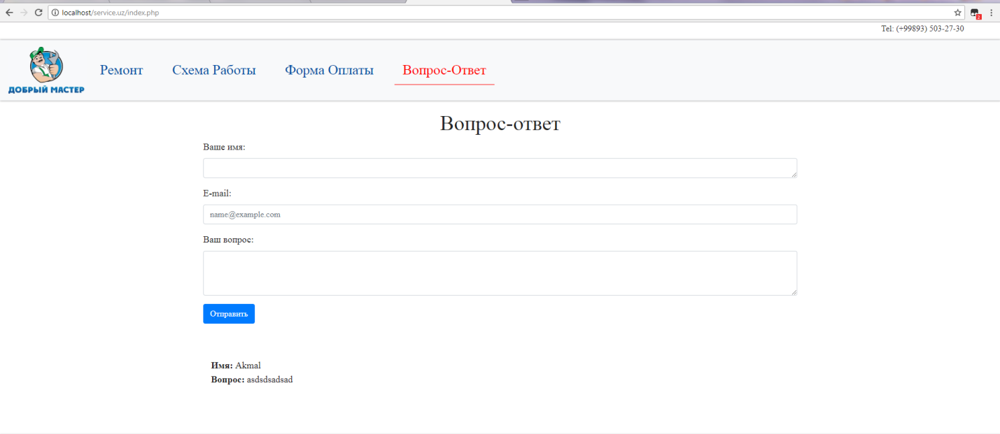 localhost/service.uz/index.php
2
Tel: (+99893) 503-27-30
ДОБРЫЙ МАСТЕР
Ремонт Схема Работы Форма Оплаты Вопрос-Ответ
Вопрос-ответ
Ваше имя:
E-mail:
name@example.com
Ваш вопрос:
Отправить
Имя: Akmal
Вопрос: asdsdsadsad